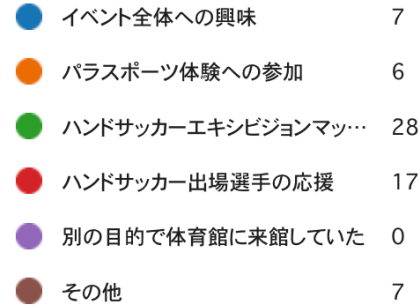 イベント全体への興味 7
パラスポーツ体験への参加 6
ハンドサッカーエキシビジョンマッ… 28
ハンドサッカー出場選手の応援 17
別の目的で体育館に来館していた 0
その他 7